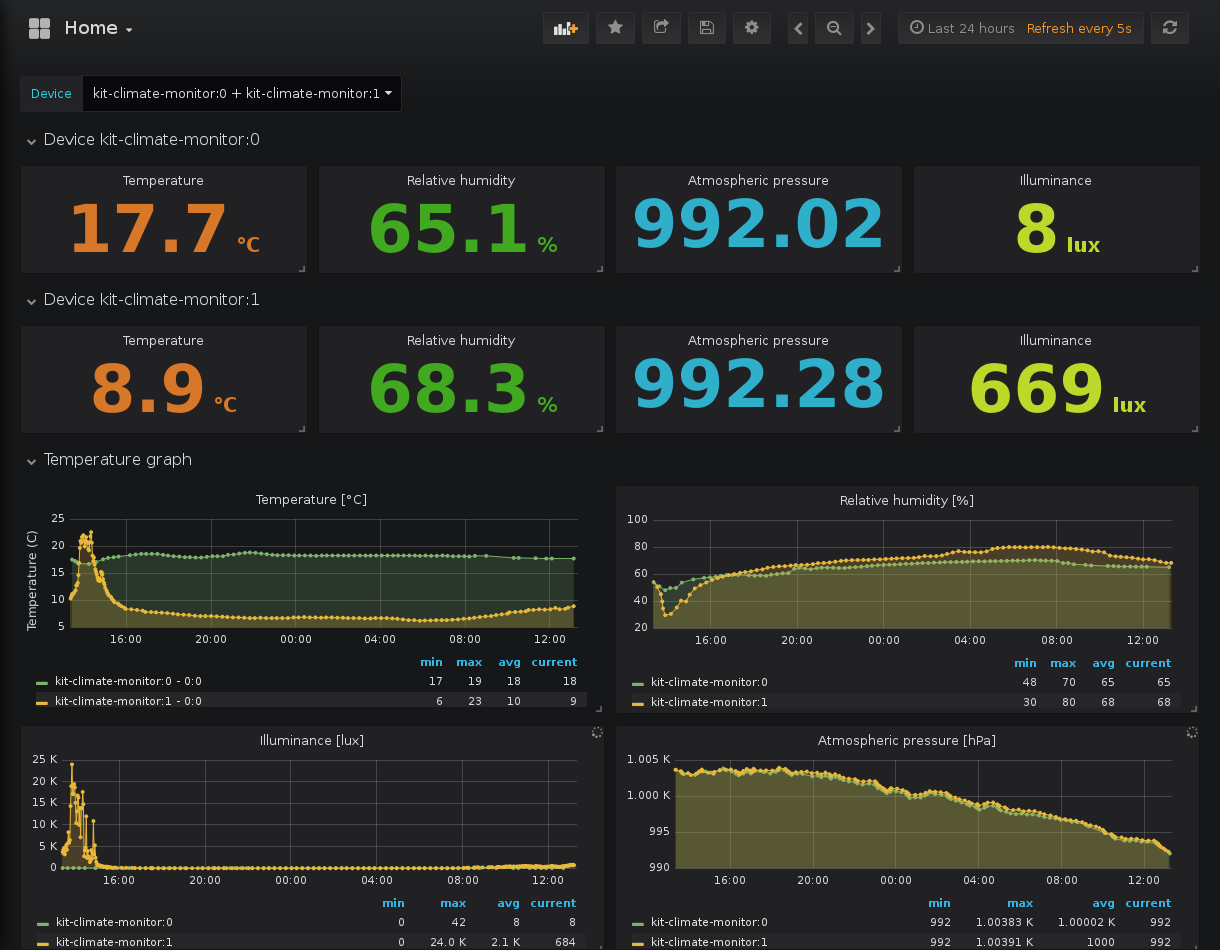 Home
Last 24 hours Refresh every 5s
Device kit-climate-monitor:0 + kit-climate-monitor:1
Device kit-climate-monitor:0
Temperature Relative humidity Atmospheric pressure Illuminance
17.7 °C 65.1 % 992.02 8 lux
Device kit-climate-monitor:1
Temperature Relative humidity Atmospheric pressure Illuminance
8.9 °C 68.3 % 992.28 669 lux
Temperature graph
Temperature [°C]
Temperature (C)
25
20
15
10
5
16:00 20:00 00:00 04:00 08:00 12:00
min max avg current
kit-climate-monitor:0 - 0:0 17 19 18 18
kit-climate-monitor:1 - 0:0 6 23 10 9
Relative humidity [%]
100
80
60
40
20
16:00 20:00 00:00 04:00 08:00 12:00
min max avg current
kit-climate-monitor:0 48 70 65 65
kit-climate-monitor:1 30 80 68 68
Illuminance [lux]
25 K
20 K
15 K
10 K
5 K
0
16:00 20:00 00:00 04:00 08:00 12:00
min max avg current
kit-climate-monitor:0 0 42 8 8
kit-climate-monitor:1 0 24.0 K 2.1 K 684
Atmospheric pressure [hPa]
1.005 K
1.000 K
995
990
16:00 20:00 00:00 04:00 08:00 12:00
min max avg current
kit-climate-monitor:0 992 1.00383 K 1.00002 K 992
kit-climate-monitor:1 992 1.00391 K 1000 992